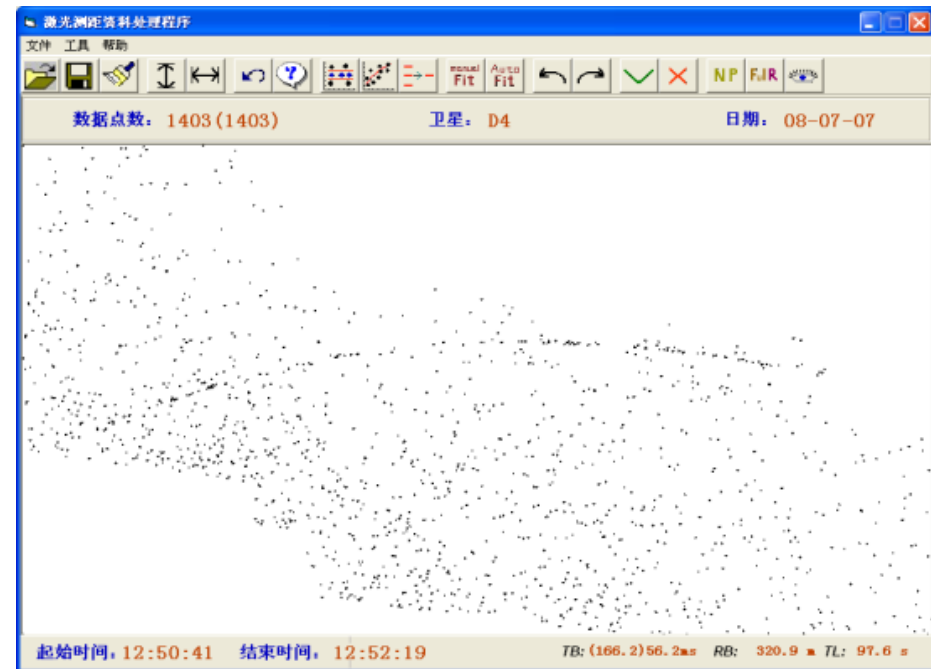 激光测距资料处理程序
文件 工具 帮助
manual Fit Auto Fit NP FulR
数据点数: 1403(1403) 卫星: D4 日期: 08-07-07
起始时间: 12:50:41 结束时间: 12:52:19 TB:(166.2)56.2ms RB: 320.9 m TL: 97.6 s